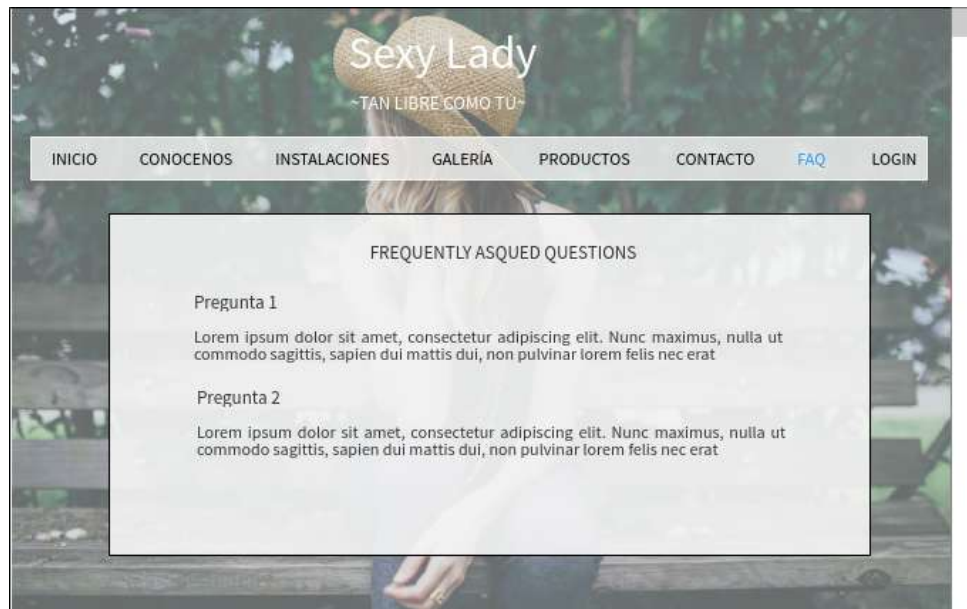 Sexy Lady
~TAN LIBRE COMO TU~
INICIO CONOCENOS INSTALACIONES GALERÍA PRODUCTOS CONTACTO FAQ LOGIN
FREQUENTLY ASQUED QUESTIONS
Pregunta 1
Lorem ipsum dolor sit amet, consectetur adipiscing elit. Nunc maximus, nulla ut
commodo sagittis, sapien dui mattis dui, non pulvinar lorem felis nec erat
Pregunta 2
Lorem ipsum dolor sit amet, consectetur adipiscing elit. Nunc maximus, nulla ut
commodo sagittis, sapien dui mattis dui, non pulvinar lorem felis nec erat